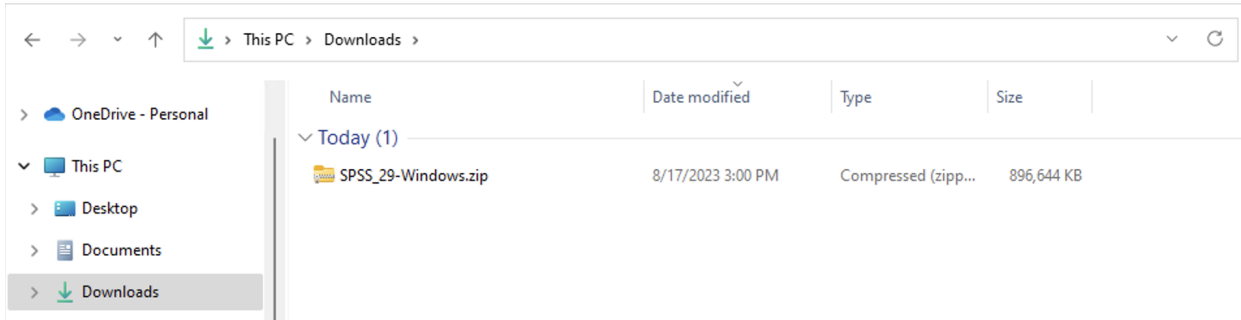 This PC > Downloads >
Name Date modified Type Size
OneDrive - Personal
Today (1)
This PC
SPSS_29-Windows.zip 8/17/2023 3:00 PM Compressed (zipp... 896,644 KB
Desktop
Documents
Downloads